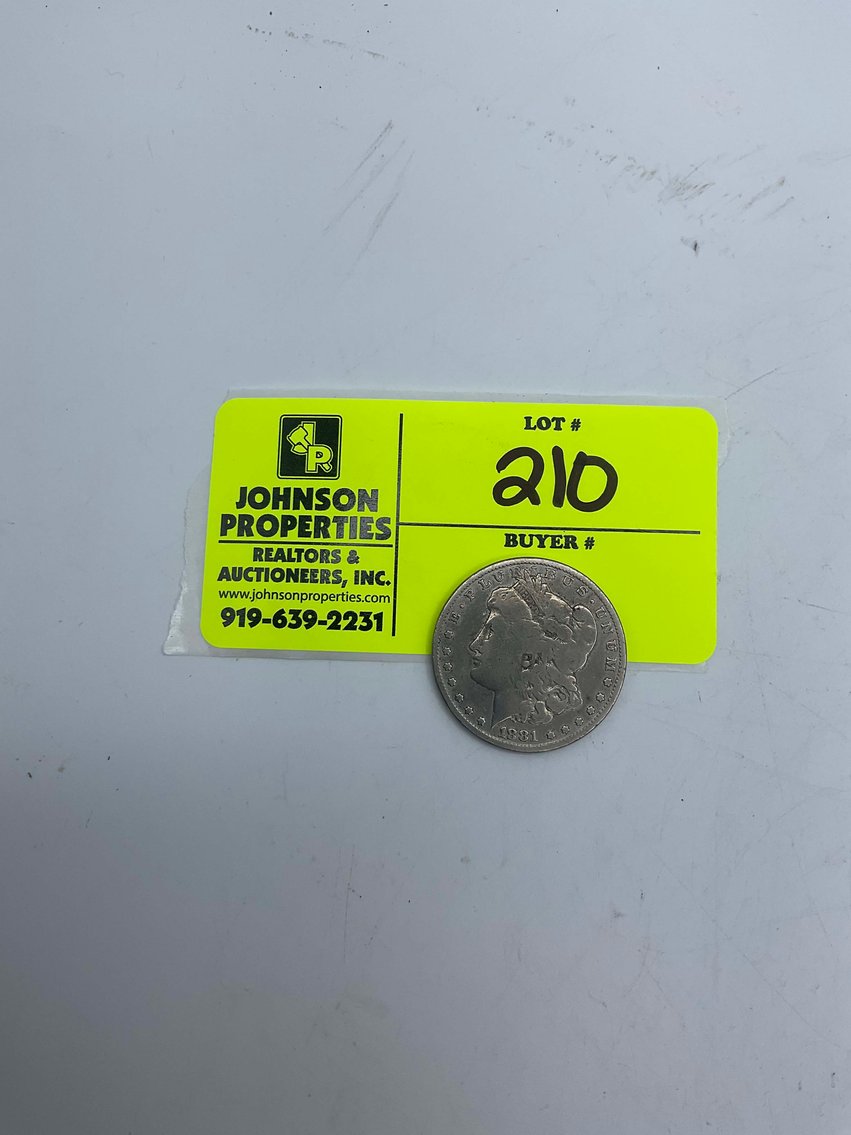 JR
JOHNSON
PROPERTIES
REALTORS &
AUCTIONEERS, INC.
www.johnsonproperties.com
919-639-2231
LOT #
210
BUYER #
E·PLURIBUS·UNUM
1881